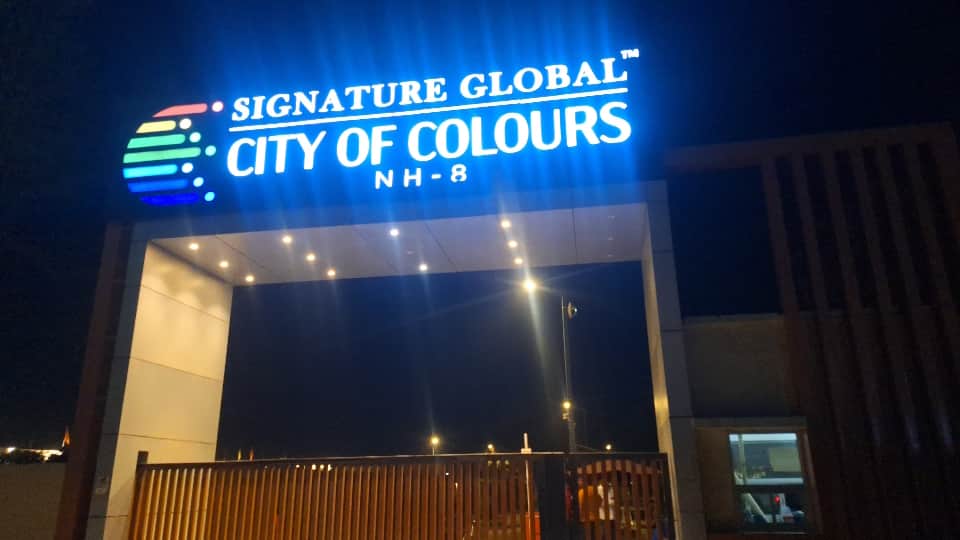 SIGNATURE GLOBAL™
CITY OF COLOURS
NH-8